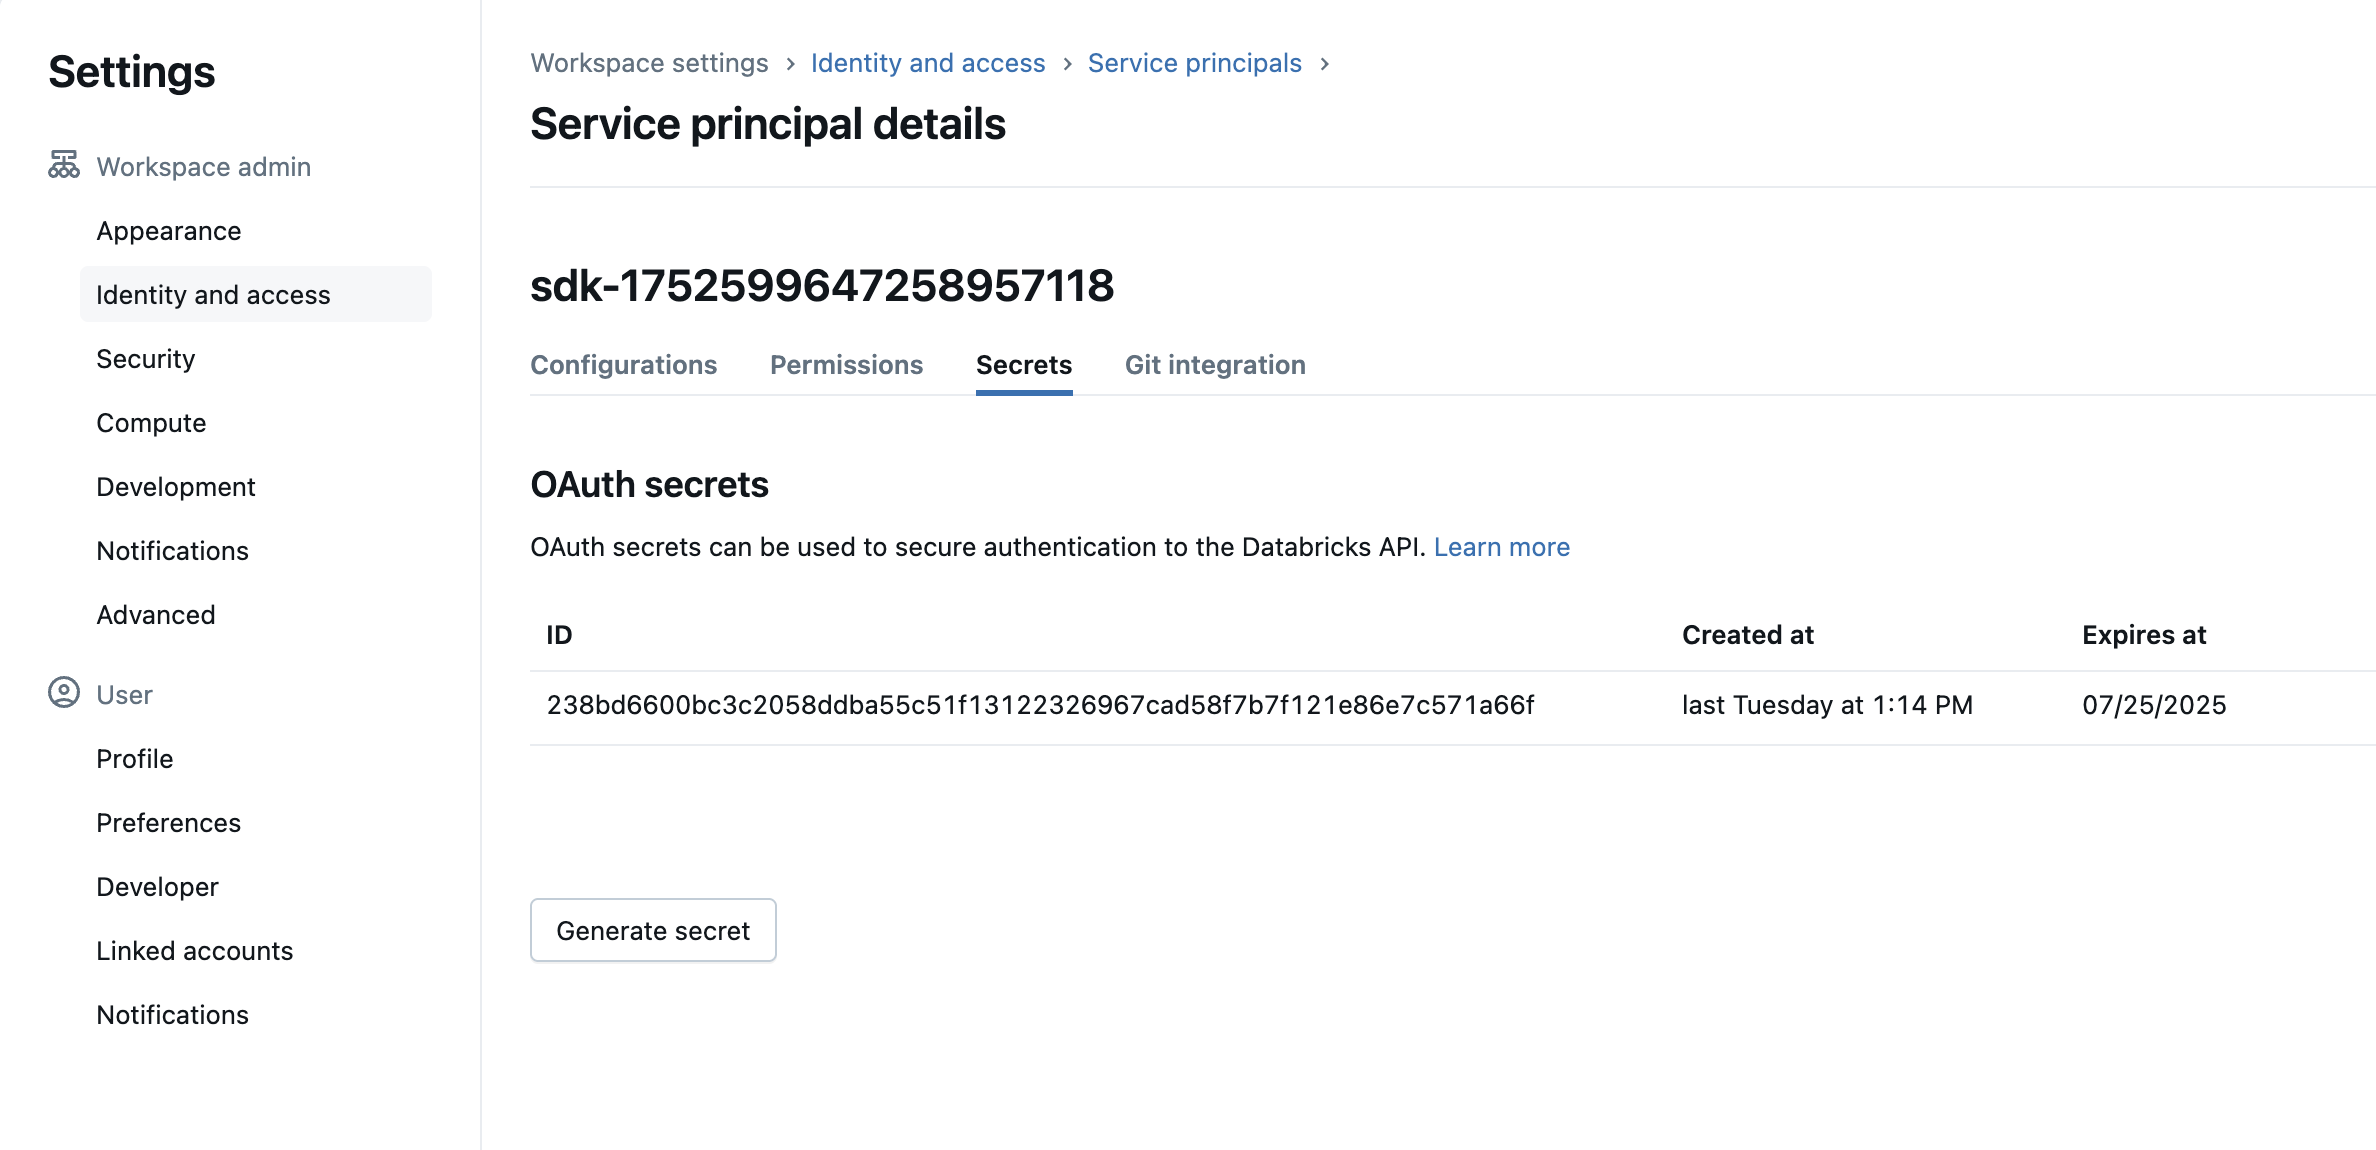 Settings
Workspace admin
Appearance
Identity and access
Security
Compute
Development
Notifications
Advanced
User
Profile
Preferences
Developer
Linked accounts
Notifications
Workspace settings > Identity and access > Service principals >
Service principal details
sdk-1752599647258957118
Configurations Permissions Secrets Git integration
OAuth secrets
OAuth secrets can be used to secure authentication to the Databricks API. Learn more
ID Created at Expires at
238bd6600bc3c2058ddba55c51f13122326967cad58f7b7f121e86e7c571a66f last Tuesday at 1:14 PM 07/25/2025
Generate secret